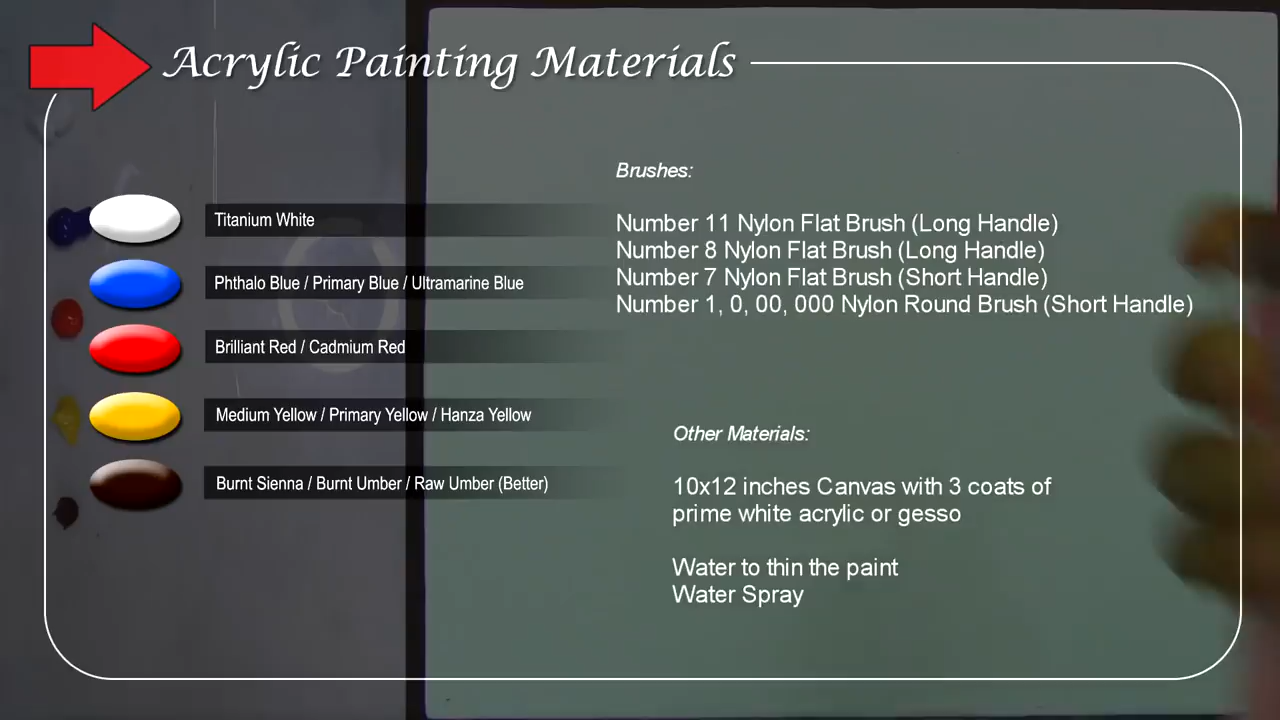 Acrylic Painting Materials
Titanium White
Phthalo Blue / Primary Blue / Ultramarine Blue
Brilliant Red / Cadmium Red
Medium Yellow / Primary Yellow / Hanza Yellow
Burnt Sienna / Burnt Umber / Raw Umber (Better)
Brushes:
Number 11 Nylon Flat Brush (Long Handle)
Number 8 Nylon Flat Brush (Long Handle)
Number 7 Nylon Flat Brush (Short Handle)
Number 1, 0, 00, 000 Nylon Round Brush (Short Handle)
Other Materials:
10x12 inches Canvas with 3 coats of
prime white acrylic or gesso
Water to thin the paint
Water Spray